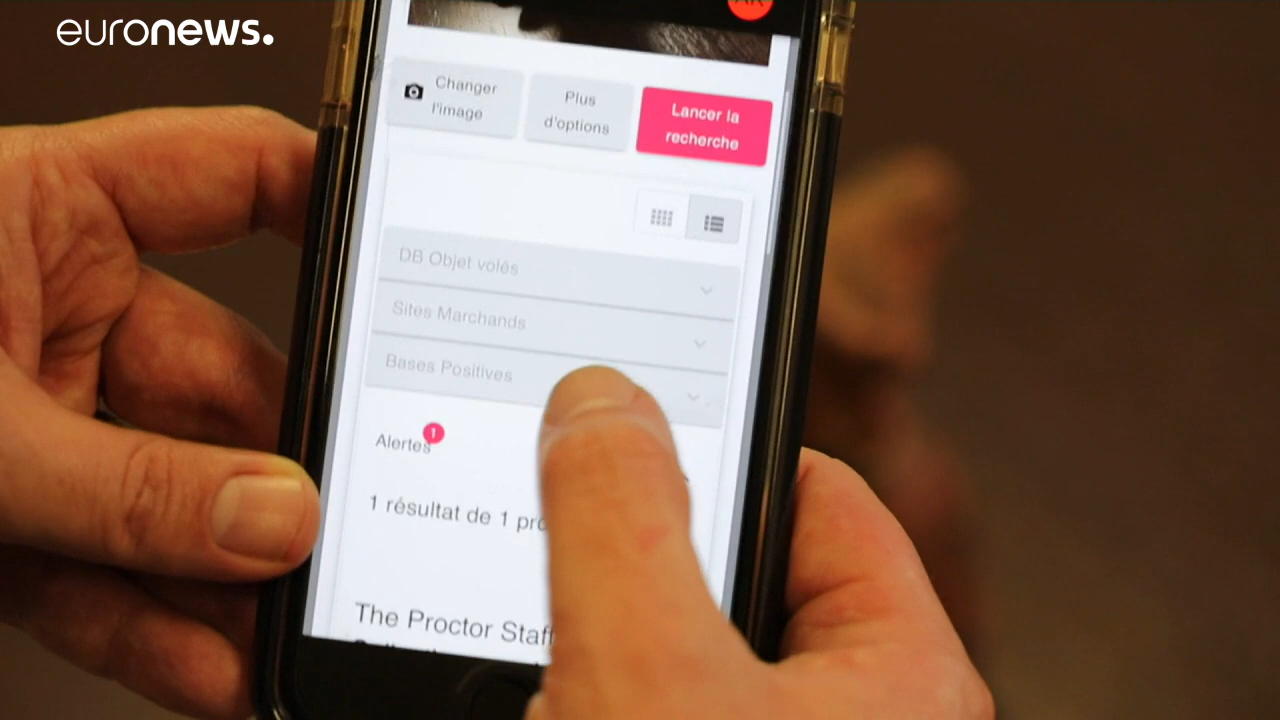 euronews.
Changer
l'image
Plus
d'options
Lancer la
recherche
DB Objet volés
Sites Marchands
Bases Positives
Alertes
1
1 résultat de 1
The Proctor